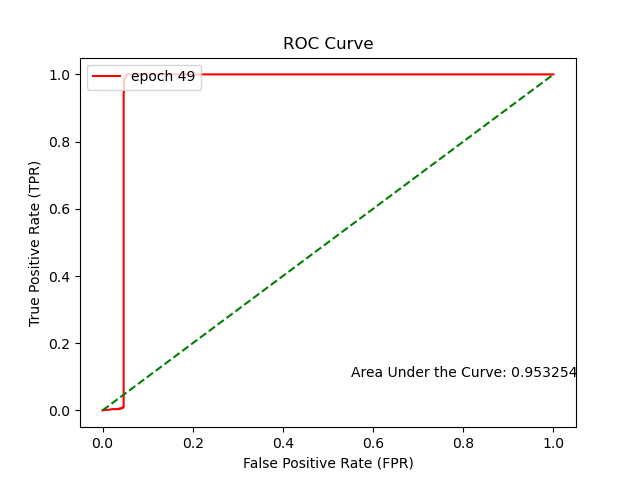 ROC Curve
epoch 49
1.0
0.8
0.6
0.4
0.2
0.0
True Positive Rate (TPR)
Area Under the Curve: 0.953254
0.0 0.2 0.4 0.6 0.8 1.0
False Positive Rate (FPR)